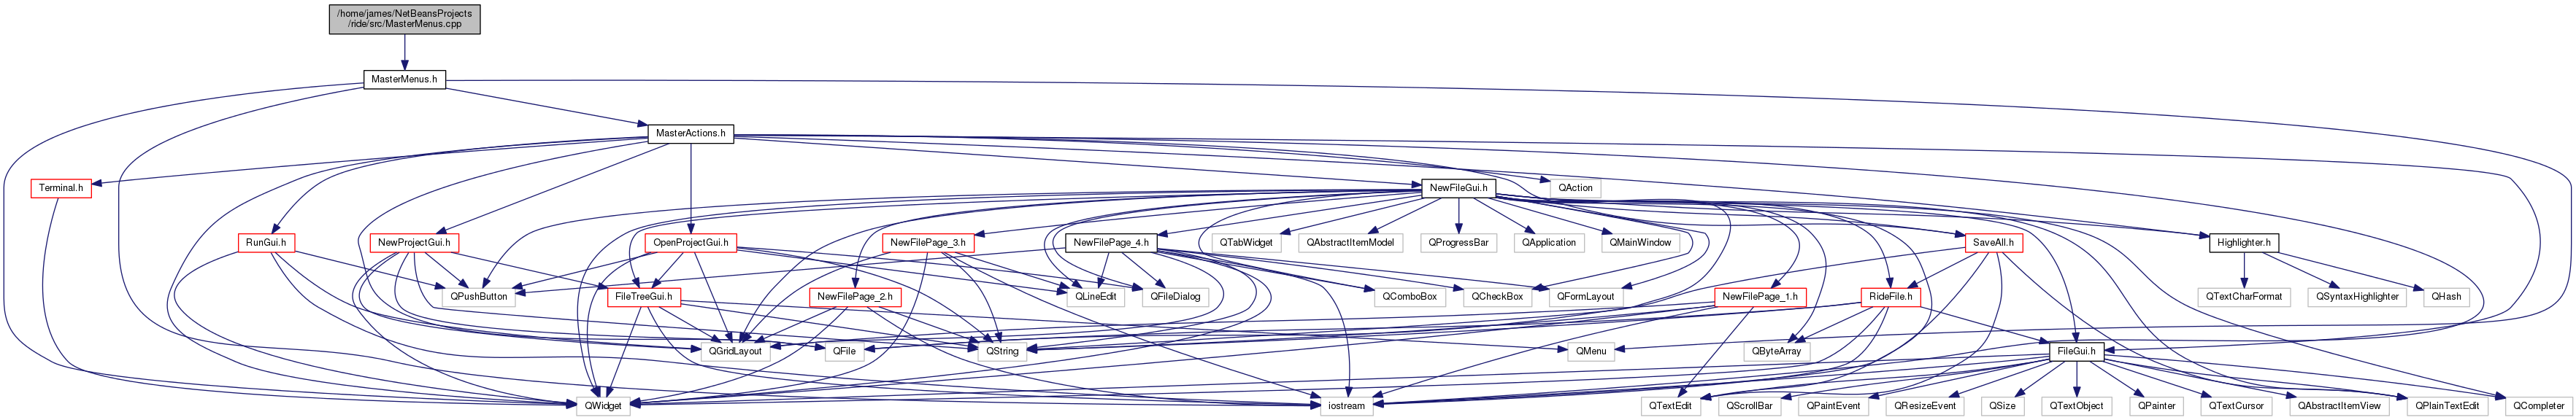 /home/james/NetBeansProjects
/ride/src/MasterMenus.cpp
MasterMenus.h
MasterActions.h
Terminal.h
NewFileGui.h
QAction
RunGui.h
NewProjectGui.h
OpenProjectGui.h
NewFilePage_3.h
NewFilePage_4.h
QTabWidget
QAbstractItemModel
QProgressBar
QApplication
QMainWindow
SaveAll.h
Highlighter.h
QPushButton
FileTreeGui.h
NewFilePage_2.h
QLineEdit
QFileDialog
QComboBox
QCheckBox
QFormLayout
NewFilePage_1.h
RideFile.h
QTextCharFormat
QSyntaxHighlighter
QHash
QGridLayout
QFile
QString
QMenu
QByteArray
FileGui.h
QWidget
iostream
QTextEdit
QScrollBar
QPaintEvent
QResizeEvent
QSize
QTextObject
QPainter
QTextCursor
QAbstractItemView
QPlainTextEdit
QCompleter